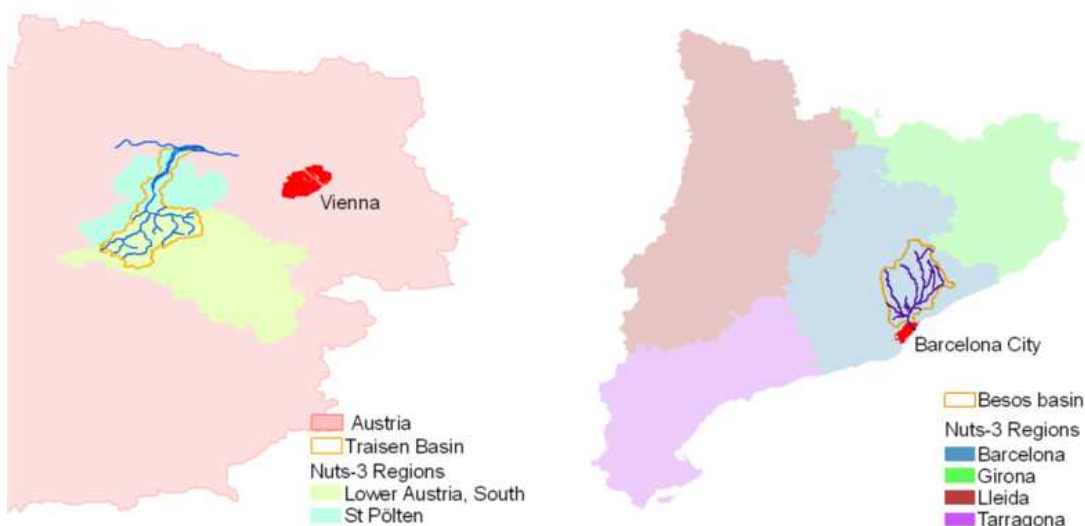 Vienna
Austria
Traisen Basin
Nuts-3 Regions
Lower Austria, South
St Pölten
Barcelona City
Besos basin
Nuts-3 Regions
Barcelona
Girona
Lleida
Tarragona